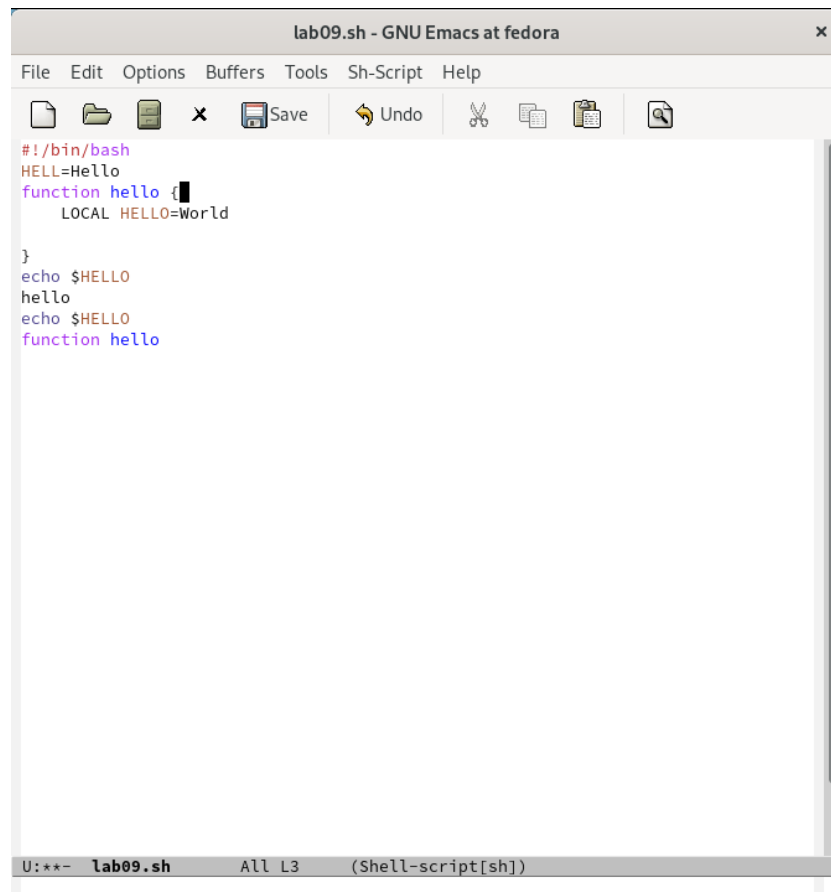 lab09.sh - GNU Emacs at fedora ×
File Edit Options Buffers Tools Sh-Script Help
Save Undo
#!/bin/bash
HELL=Hello
function hello {
    LOCAL HELLO=World
}
echo $HELLO
hello
echo $HELLO
function hello
U:**- lab09.sh All L3 (Shell-script[sh])